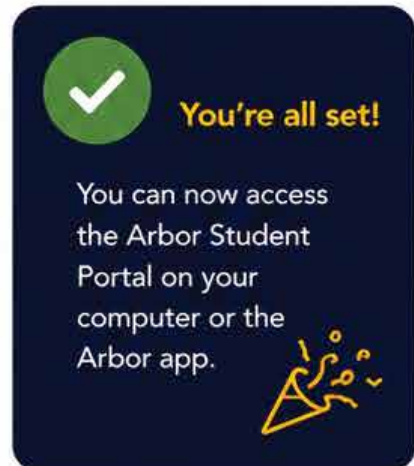 You're all set!
You can now access
the Arbor Student
Portal on your
computer or the
Arbor app.